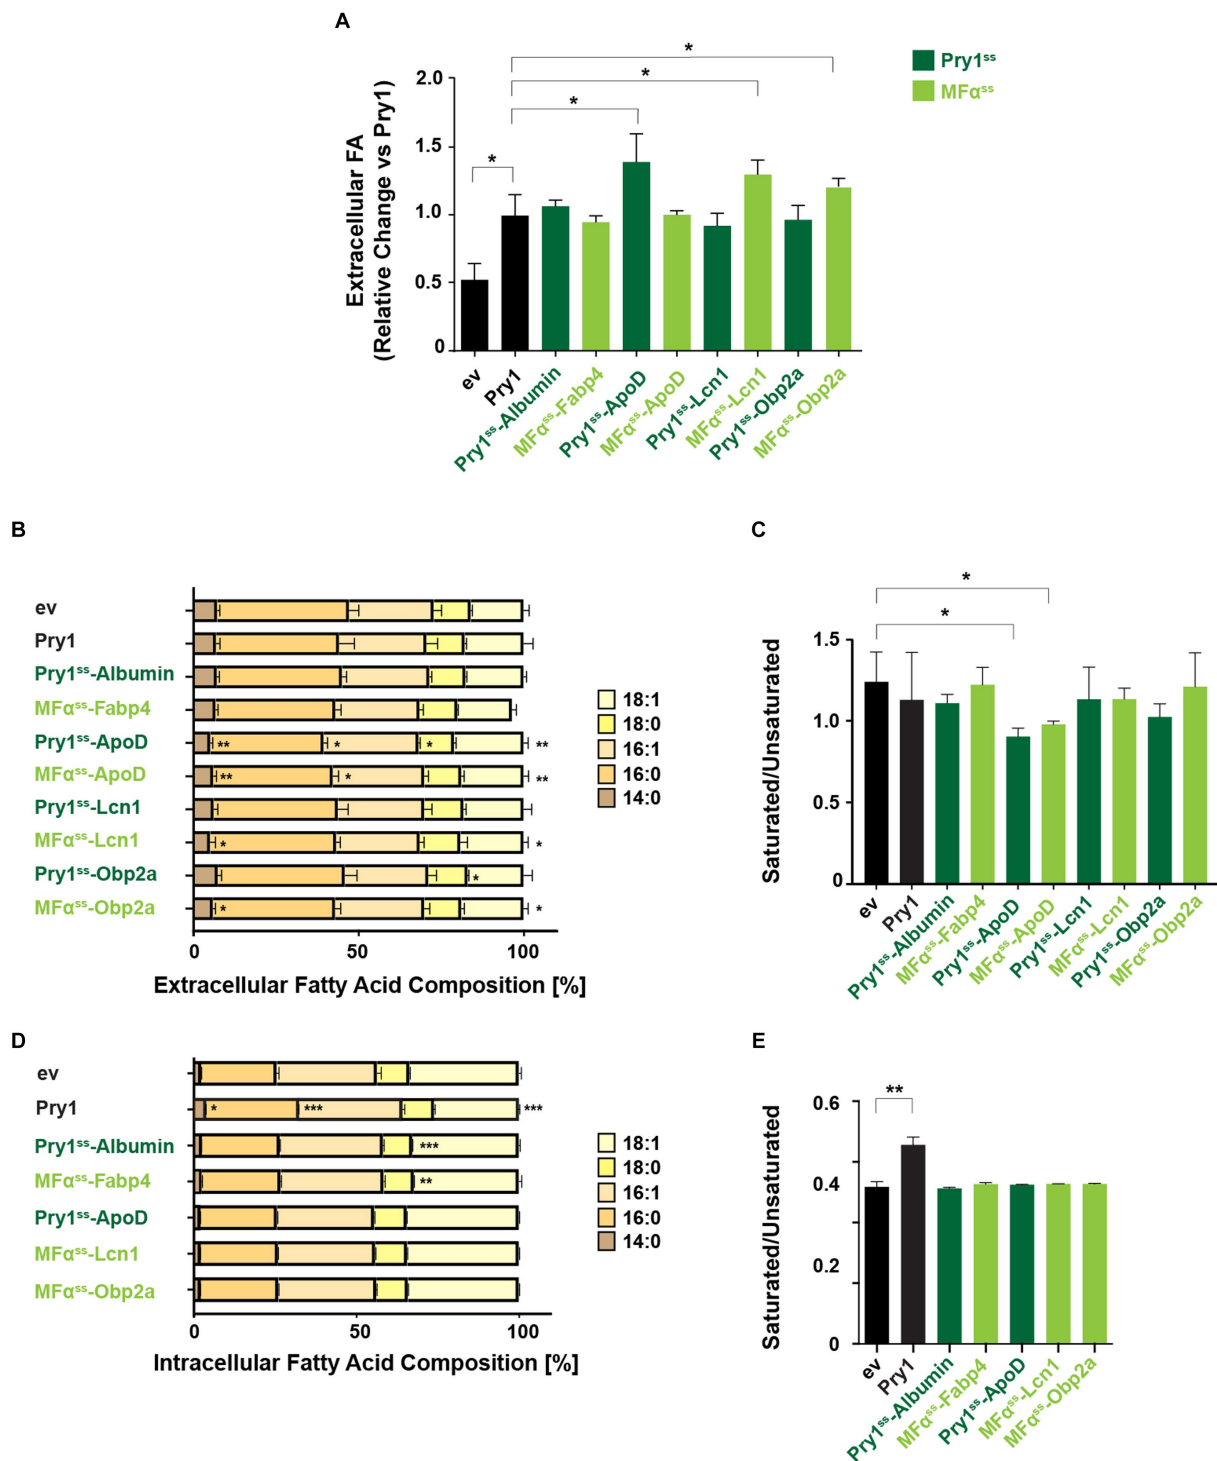 A
*
*
*
*
Pry1ss
MFαss
Extracellular FA
(Relative Change vs Pry1)
2.0
1.5
1.0
0.5
0
ev
Pry1
Pry1ss-Albumin
MFαss-Fabp4
Pry1ss-ApoD
MFαss-ApoD
Pry1ss-Lcn1
MFαss-Lcn1
Pry1ss-Obp2a
MFαss-Obp2a
B
ev
Pry1
Pry1ss-Albumin
MFαss-Fabp4
Pry1ss-ApoD ** * * **
MFαss-ApoD ** * **
Pry1ss-Lcn1
MFαss-Lcn1 * *
Pry1ss-Obp2a *
MFαss-Obp2a * *
0 50 100
Extracellular Fatty Acid Composition [%]
18:1
18:0
16:1
16:0
14:0
C
*
*
Saturated/Unsaturated
1.5
1.0
0.5
0
ev
Pry1
Pry1ss-Albumin
MFαss-Fabp4
Pry1ss-ApoD
MFαss-ApoD
Pry1ss-Lcn1
MFαss-Lcn1
Pry1ss-Obp2a
MFαss-Obp2a
D
ev
Pry1 * *** ***
Pry1ss-Albumin ***
MFαss-Fabp4 **
Pry1ss-ApoD
MFαss-Lcn1
MFαss-Obp2a
0 50 100
Intracellular Fatty Acid Composition [%]
18:1
18:0
16:1
16:0
14:0
E
**
Saturated/Unsaturated
0.6
0.4
0.2
0
ev
Pry1
Pry1ss-Albumin
MFαss-Fabp4
Pry1ss-ApoD
MFαss-Lcn1
MFαss-Obp2a